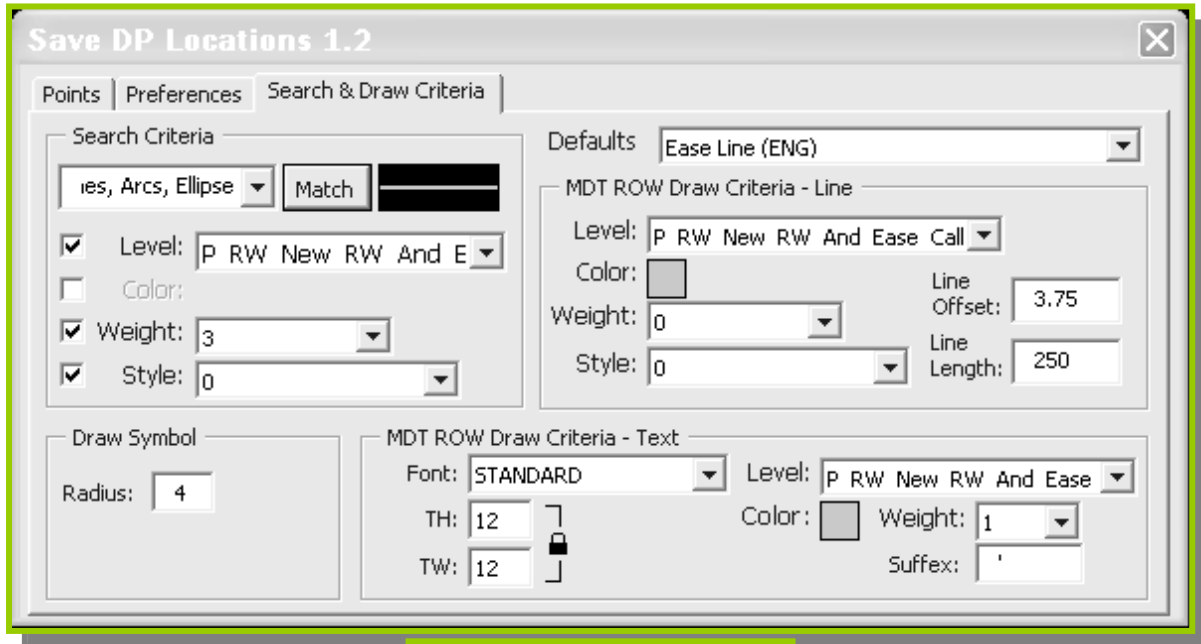 Save DP Locations 1.2
Points Preferences Search & Draw Criteria
Search Criteria
Arcs, Ellipse Match
Level: P RW New RW And E
Color:
Weight: 3
Style: 0
Defaults Ease Line (ENG)
MDT ROW Draw Criteria - Line
Level: P RW New RW And Ease Call
Color:
Weight: 0
Style: 0
Line Offset: 3.75
Line Length: 250
Draw Symbol
Radius: 4
MDT ROW Draw Criteria - Text
Font: STANDARD
TH: 12
TW: 12
Level: P RW New RW And Ease
Color: Weight: 1
Suffex: '